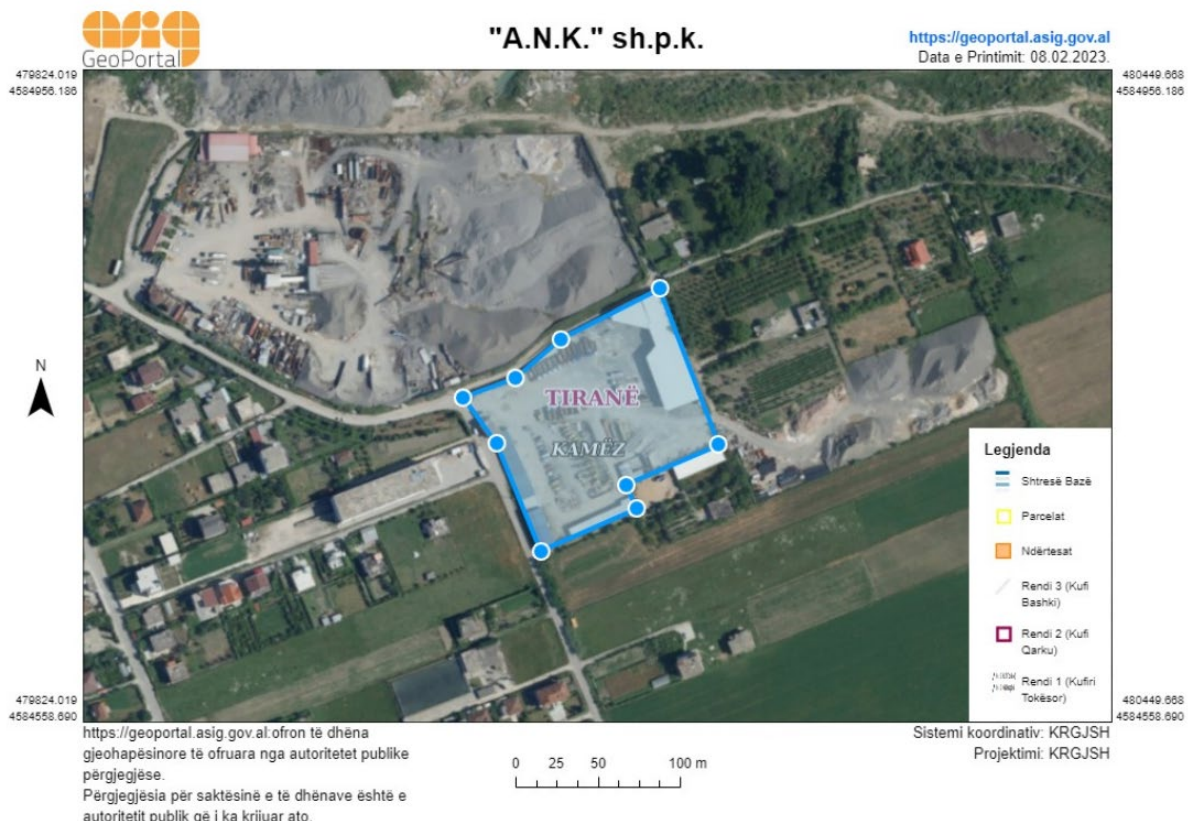 asig
GeoPortal
"A.N.K." sh.p.k.
https://geoportal.asig.gov.al
Data e Printimit: 08.02.2023.
479824.019
4584956.186
480449.668
4584956.186
N
TIRANË
KAMËZ
Legjenda
Shtresë Bazë
Parcelat
Ndërtesat
Rendi 3 (Kufi
Bashki)
Rendi 2 (Kufi
Qarku)
Rendi 1 (Kufiri
Tokësor)
479824.019
4584558.690
480449.668
4584558.690
https://geoportal.asig.gov.al:ofron të dhëna
gjeohapësinore të ofruara nga autoritetet publike
përgjegjëse.
Përgjegjësia për saktësinë e të dhënave është e
autoritetit publik që i ka krijuar ato.
0 25 50 100 m
Sistemi koordinativ: KRGJSH
Projektimi: KRGJSH